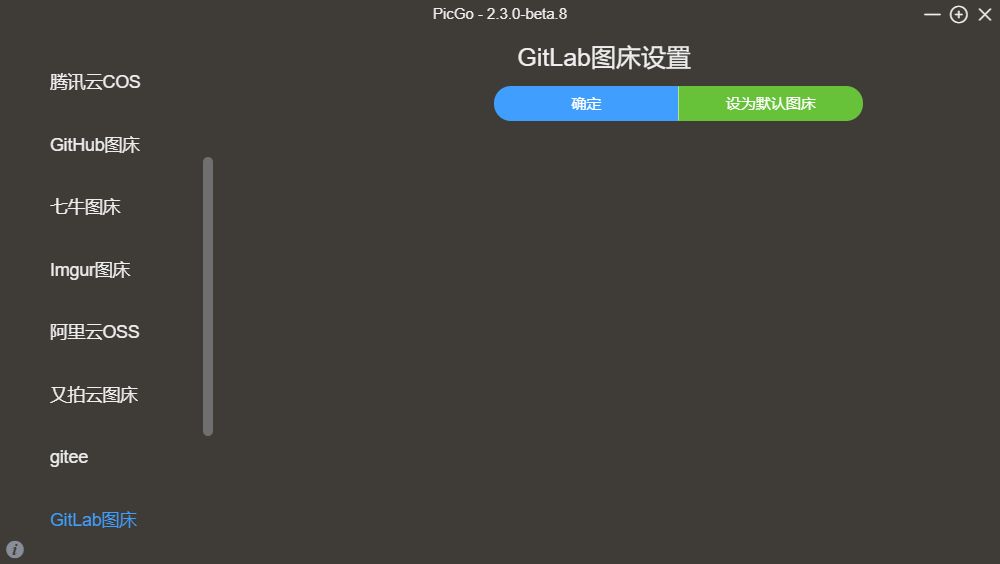 PicGo - 2.3.0-beta.8
腾讯云COS
GitHub图床
七牛图床
Imgur图床
阿里云OSS
又拍云图床
gitee
GitLab图床
GitLab图床设置
确定
设为默认图床
i